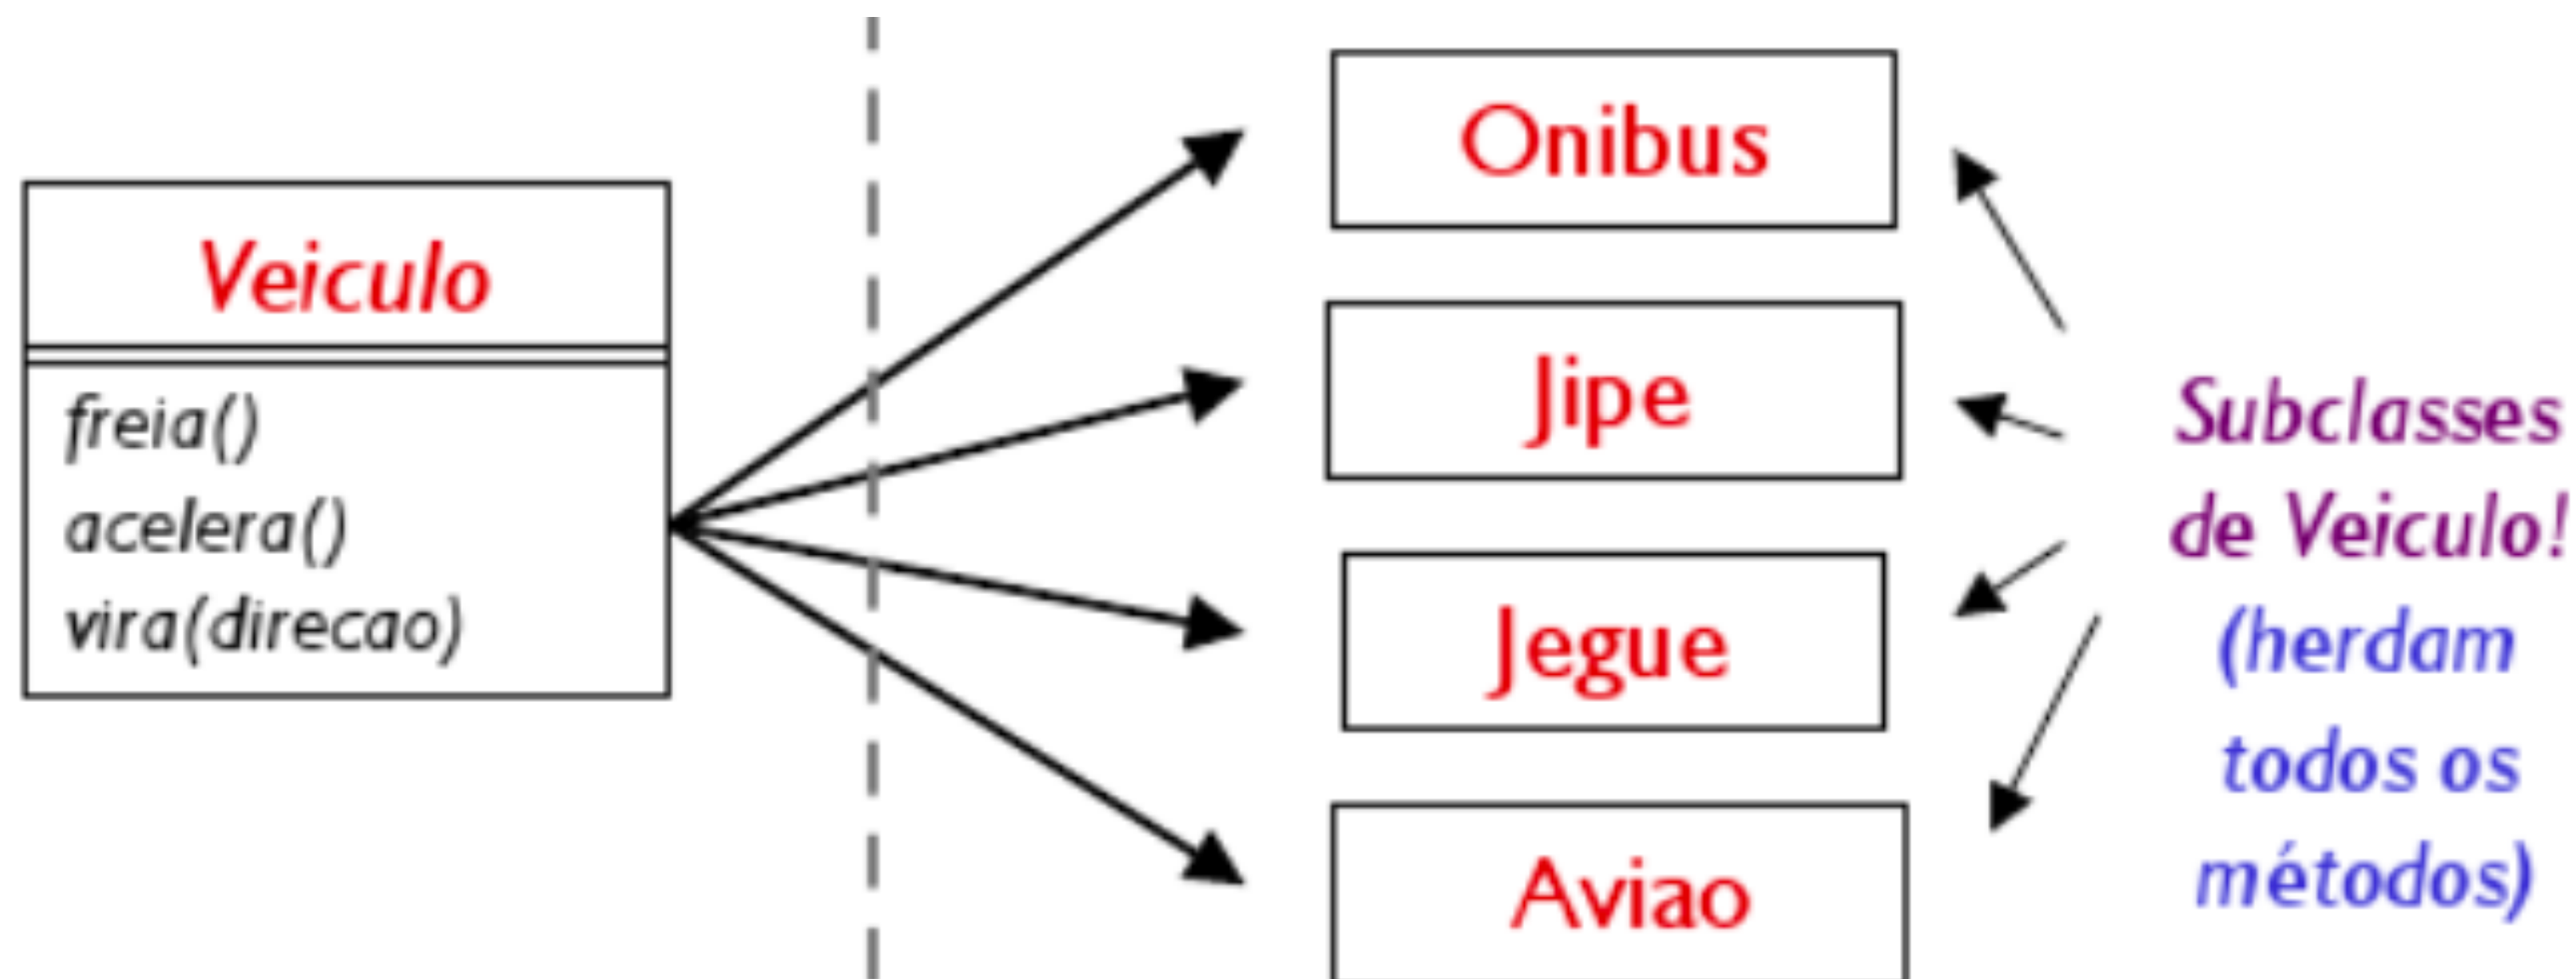 Veiculo
freia()
acelera()
vira(direcao)
Onibus
Jipe
Jegue
Aviao
Subclasses
de Veiculo!
(herdam
todos os
métodos)